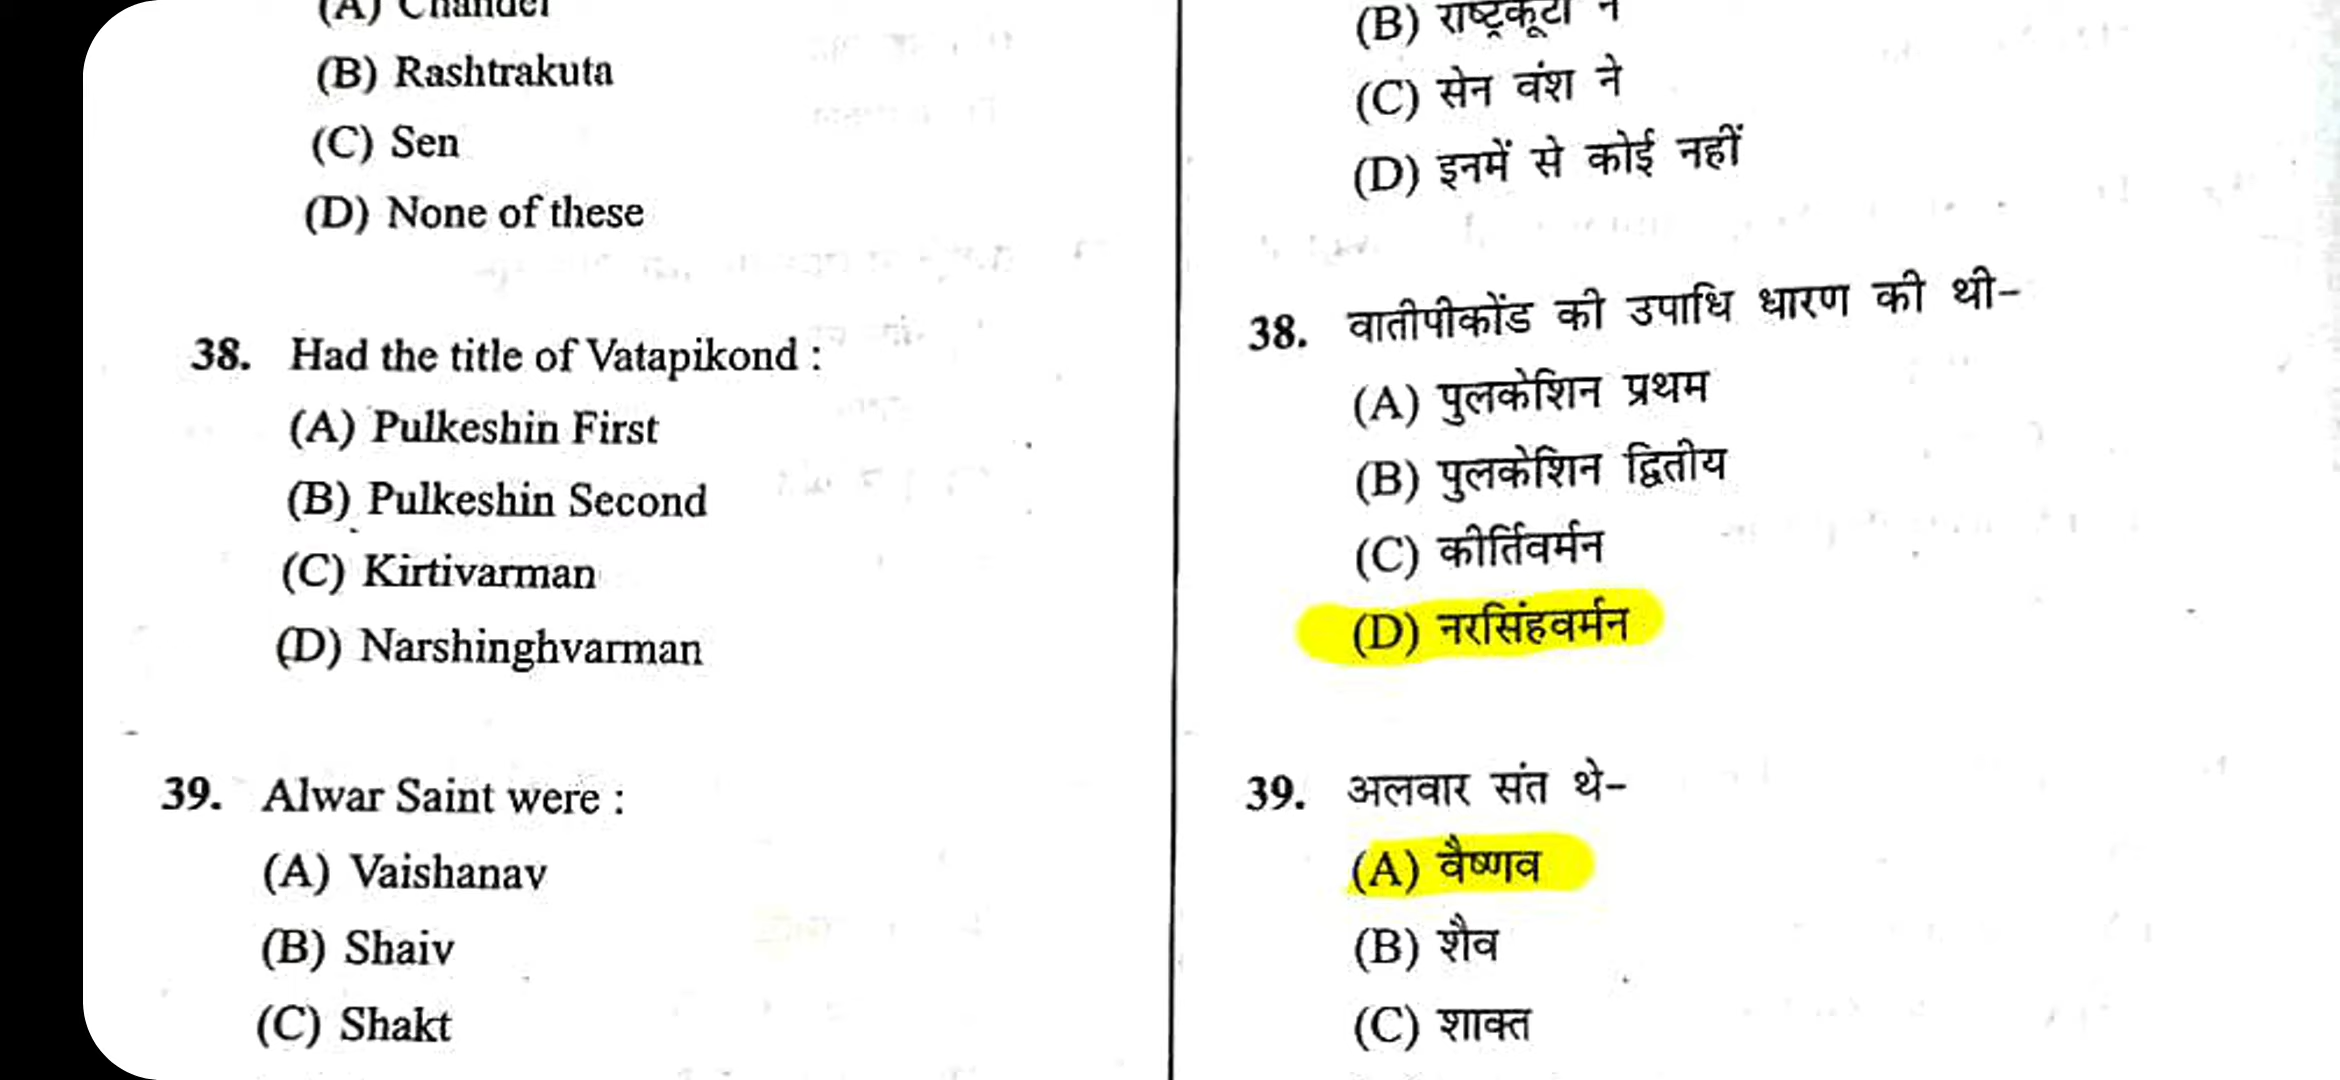 (A) Chandel
(B) Rashtrakuta
(C) Sen
(D) None of these
38. Had the title of Vatapikond :
(A) Pulkeshin First
(B) Pulkeshin Second
(C) Kirtivarman
(D) Narshinghvarman
39. Alwar Saint were :
(A) Vaishanav
(B) Shaiv
(C) Shakt
(B) राष्ट्रकूटों ने
(C) सेन वंश ने
(D) इनमें से कोई नहीं
38. वातीपीकोंड की उपाधि धारण की थी-
(A) पुलकेशिन प्रथम
(B) पुलकेशिन द्वितीय
(C) कीर्तिवर्मन
(D) नरसिंहवर्मन
39. अलवार संत थे-
(A) वैष्णव
(B) शैव
(C) शाक्त